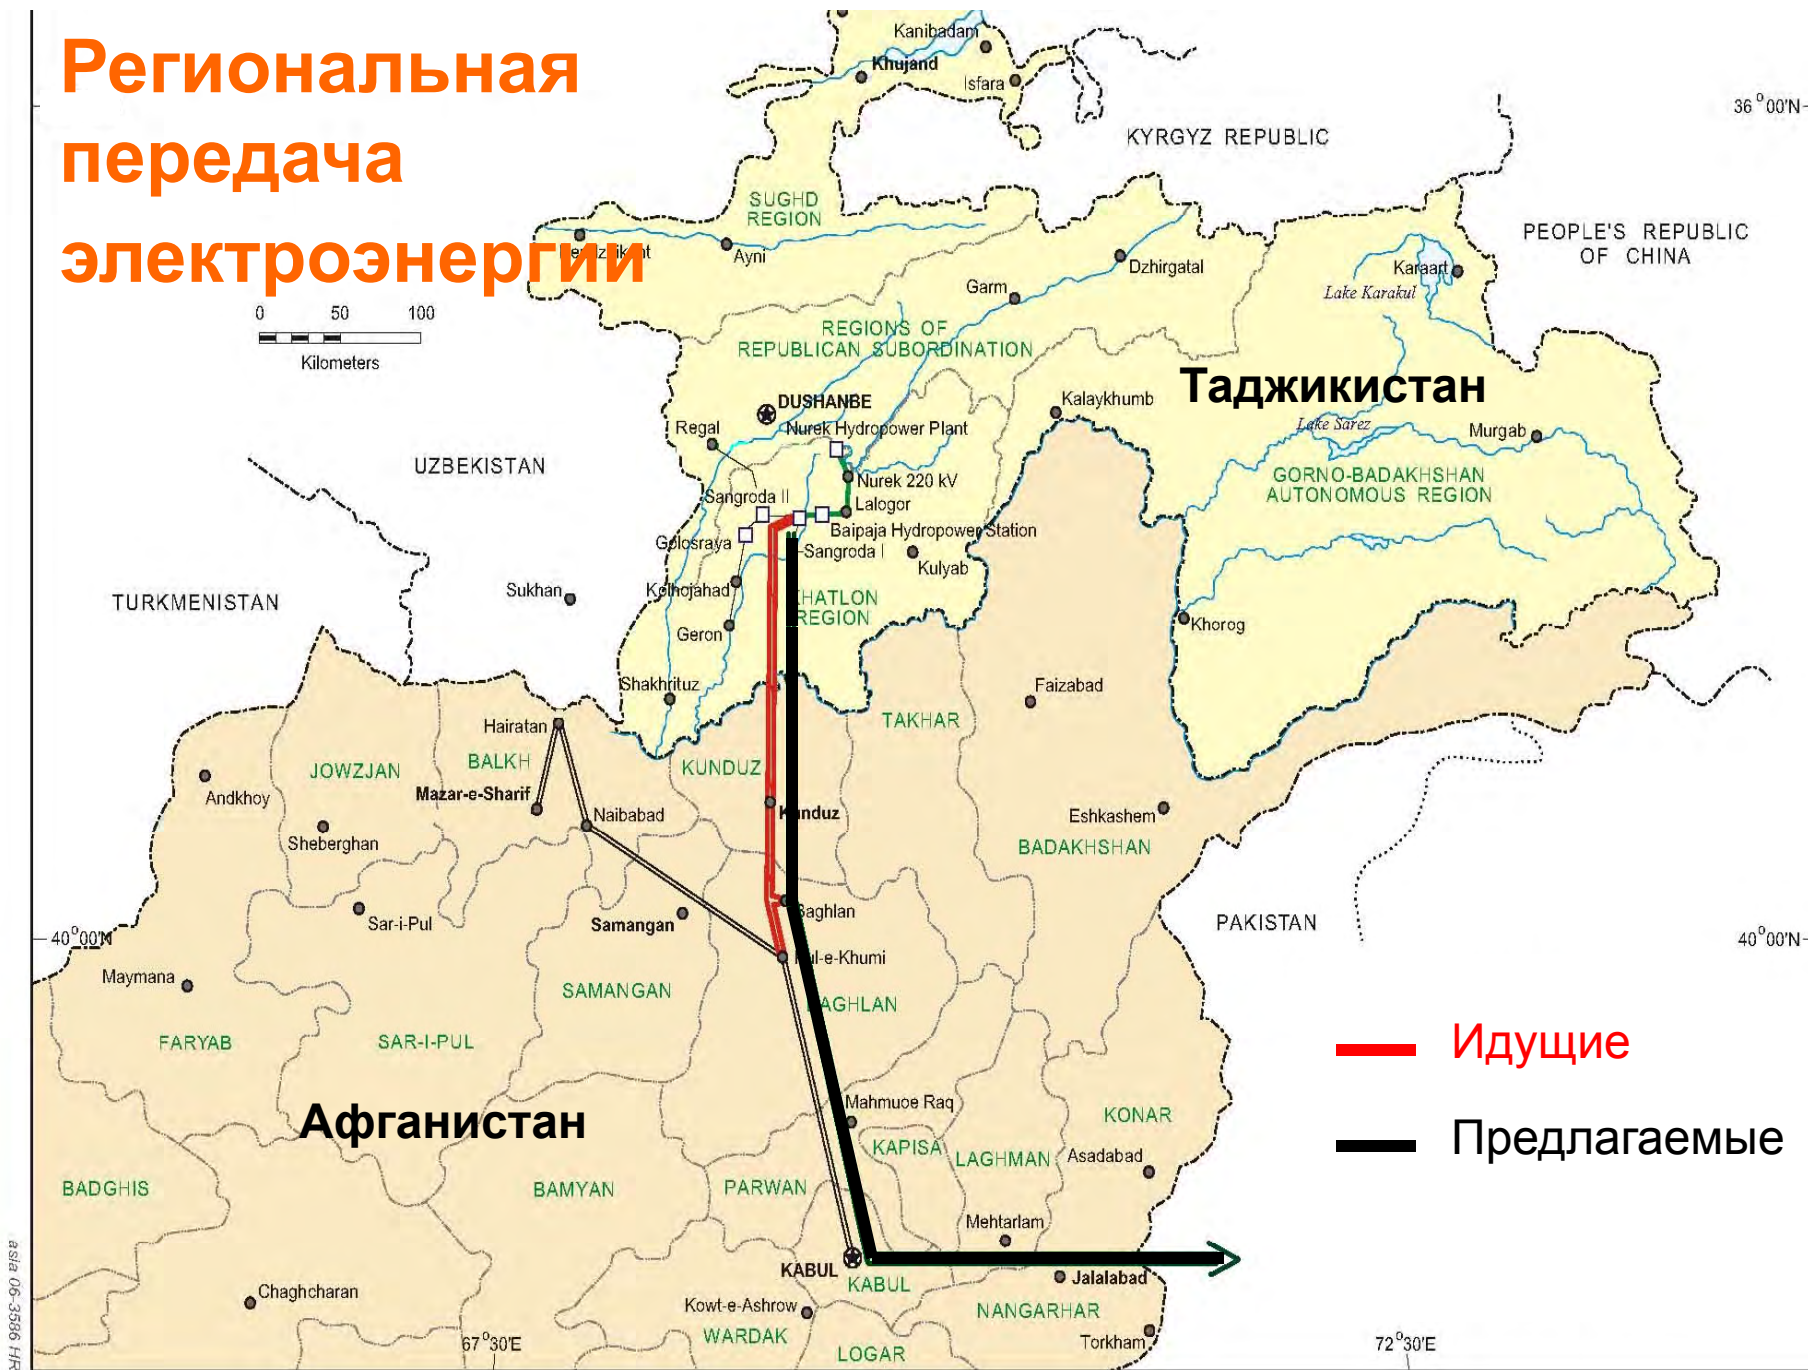 Региональная
передача
электроэнергии
0 50 100
Kilometers
Kanibadam
Khujand
Isfara
36°00'N
KYRGYZ REPUBLIC
SUGHD
REGION
Ayni
Dzhirgatal
PEOPLE'S REPUBLIC
OF CHINA
Karaart
Lake Karakul
Garm
REGIONS OF
REPUBLICAN SUBORDINATION
Таджикистан
DUSHANBE
Kalaykhumb
Regal
Nurek Hydropower Plant
Lake Sarez
Murgab
UZBEKISTAN
GORNO-BADAKHSHAN
AUTONOMOUS REGION
Nurek 220 kV
Sangroda II
Lalogor
Baipaja Hydropower Station
Golosraya
Sangroda I
Kulyab
Kolhojahad
Sukhan
TURKMENISTAN
KHATLON
REGION
Geron
Khorog
Shakhrituz
Faizabad
Hairatan
TAKHAR
BALKH
KUNDUZ
JOWZJAN
Andkhoy
Mazar-e-Sharif
Naibabad
Kunduz
Eshkashem
Sheberghan
BADAKHSHAN
Sar-i-Pul
Samangan
Baghlan
PAKISTAN
40°00'N
40°00'N
Pul-e-Khumi
Maymana
SAMANGAN
BAGHLAN
FARYAB
SAR-I-PUL
Идущие
Афганистан
Mahmuoe Raq
KONAR
Предлагаемые
KAPISA
LAGHMAN
Asadabad
BADGHIS
BAMYAN
PARWAN
Mehtarlam
KABUL
KABUL
Jalalabad
Chaghcharan
Kowt-e-Ashrow
NANGARHAR
WARDAK
Torkham
LOGAR
67°30'E
72°30'E
asia 06-3586 HR